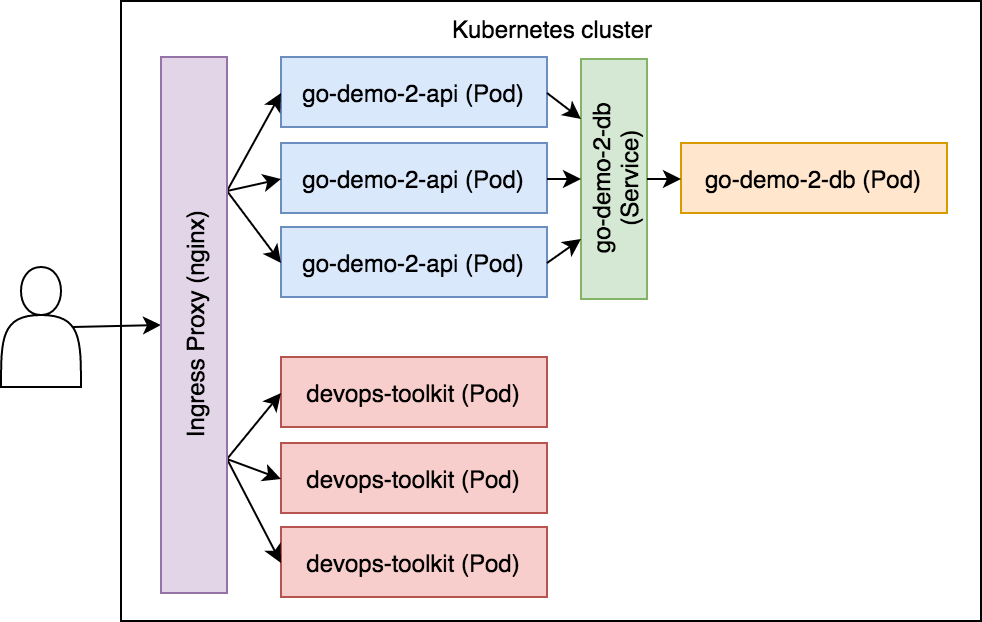 Kubernetes cluster
Ingress Proxy (nginx)
go-demo-2-api (Pod)
go-demo-2-api (Pod)
go-demo-2-api (Pod)
go-demo-2-db
(Service)
go-demo-2-db (Pod)
devops-toolkit (Pod)
devops-toolkit (Pod)
devops-toolkit (Pod)